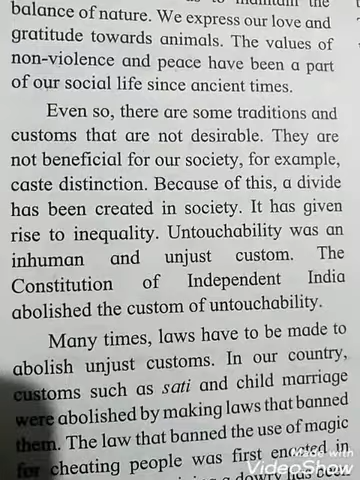 balance of nature. We express our love and
gratitude towards animals. The values of
non-violence and peace have been a part
of our social life since ancient times.
Even so, there are some traditions and
customs that are not desirable. They are
not beneficial for our society, for example,
caste distinction. Because of this, a divide
has been created in society. It has given
rise to inequality. Untouchability was an
inhuman and unjust custom. The
Constitution of Independent India
abolished the custom of untouchability.
Many times, laws have to be made to
abolish unjust customs. In our country,
customs such as sati and child marriage
were abolished by making laws that banned
them. The law that banned the use of magic
for cheating people was first enacted in
a dowry has been
Made with
VideoShow